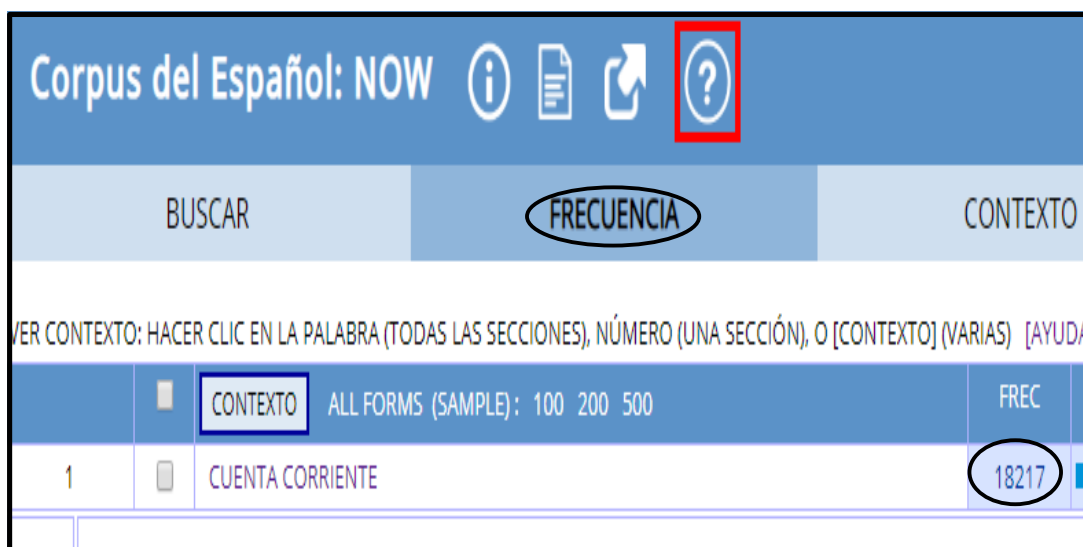 Corpus del Español: NOW
BUSCAR FRECUENCIA CONTEXTO
VER CONTEXTO: HACER CLIC EN LA PALABRA (TODAS LAS SECCIONES), NÚMERO (UNA SECCIÓN), O [CONTEXTO] (VARIAS) [AYUDA
CONTEXTO ALL FORMS (SAMPLE): 100 200 500 FREC
1 CUENTA CORRIENTE 18217